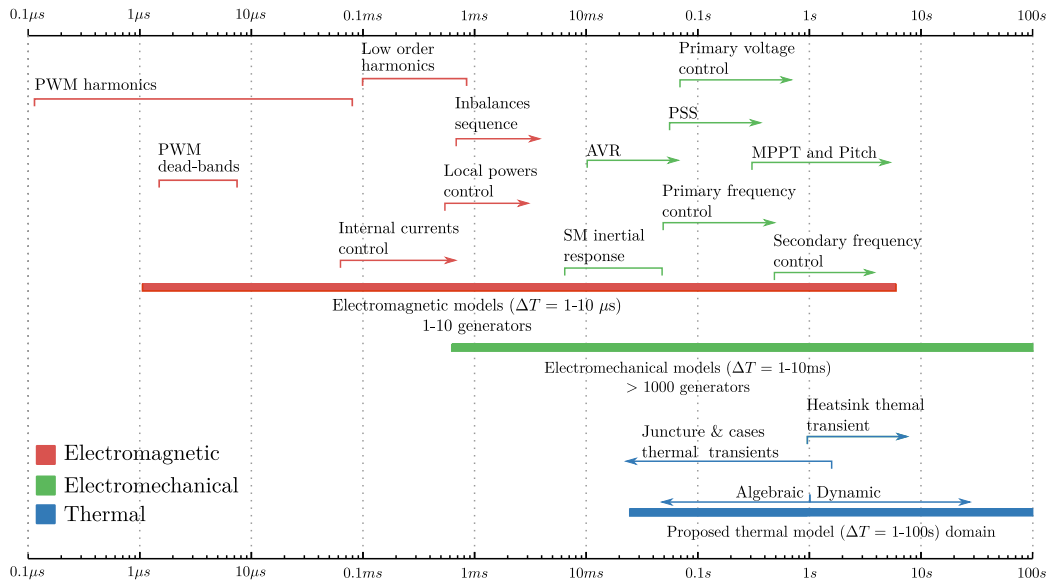 0.1μs 1μs 10μs 0.1ms 1ms 10ms 0.1s 1s 10s 100s
Low order
harmonics
Primary voltage
control
PWM harmonics
Inbalances
sequence
PSS
PWM
dead-bands
AVR
MPPT and Pitch
Local powers
control
Primary frequency
control
Internal currents
control
SM inertial
response
Secondary frequency
control
Electromagnetic models (ΔT = 1-10 μs)
1-10 generators
Electromechanical models (ΔT = 1-10ms)
> 1000 generators
Heatsink themal
transient
Juncture & cases
thermal transients
Electromagnetic
Electromechanical
Thermal
Algebraic Dynamic
Proposed thermal model (ΔT = 1-100s) domain
0.1μs 1μs 10μs 0.1ms 1ms 10ms 0.1s 1s 10s 100s